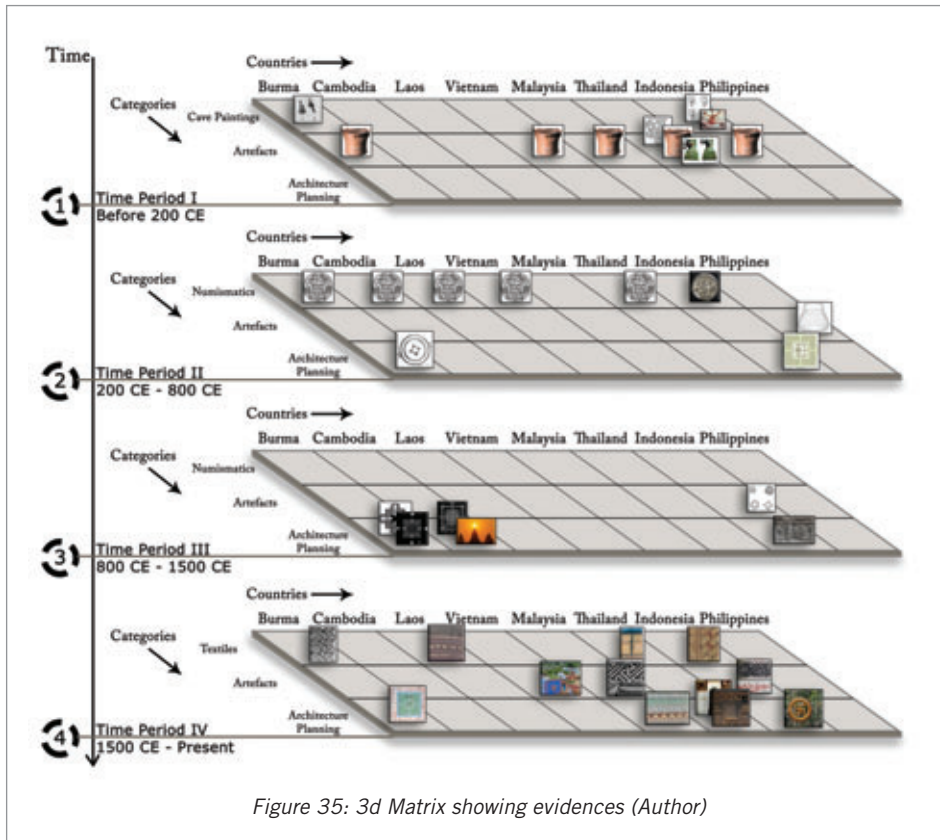 Time
Countries
Burma Cambodia Laos Vietnam Malaysia Thailand Indonesia Philippines
Categories
Cave Paintings
Artefacts
Architecture
Planning
1
Time Period I
Before 200 CE
Countries
Burma Cambodia Laos Vietnam Malaysia Thailand Indonesia Philippines
Categories
Numismatics
Artefacts
Architecture
Planning
2
Time Period II
200 CE - 800 CE
Countries
Burma Cambodia Laos Vietnam Malaysia Thailand Indonesia Philippines
Categories
Numismatics
Artefacts
Architecture
Planning
3
Time Period III
800 CE - 1500 CE
Countries
Burma Cambodia Laos Vietnam Malaysia Thailand Indonesia Philippines
Categories
Textiles
Artefacts
Architecture
Planning
4
Time Period IV
1500 CE - Present
Figure 35: 3d Matrix showing evidences (Author)